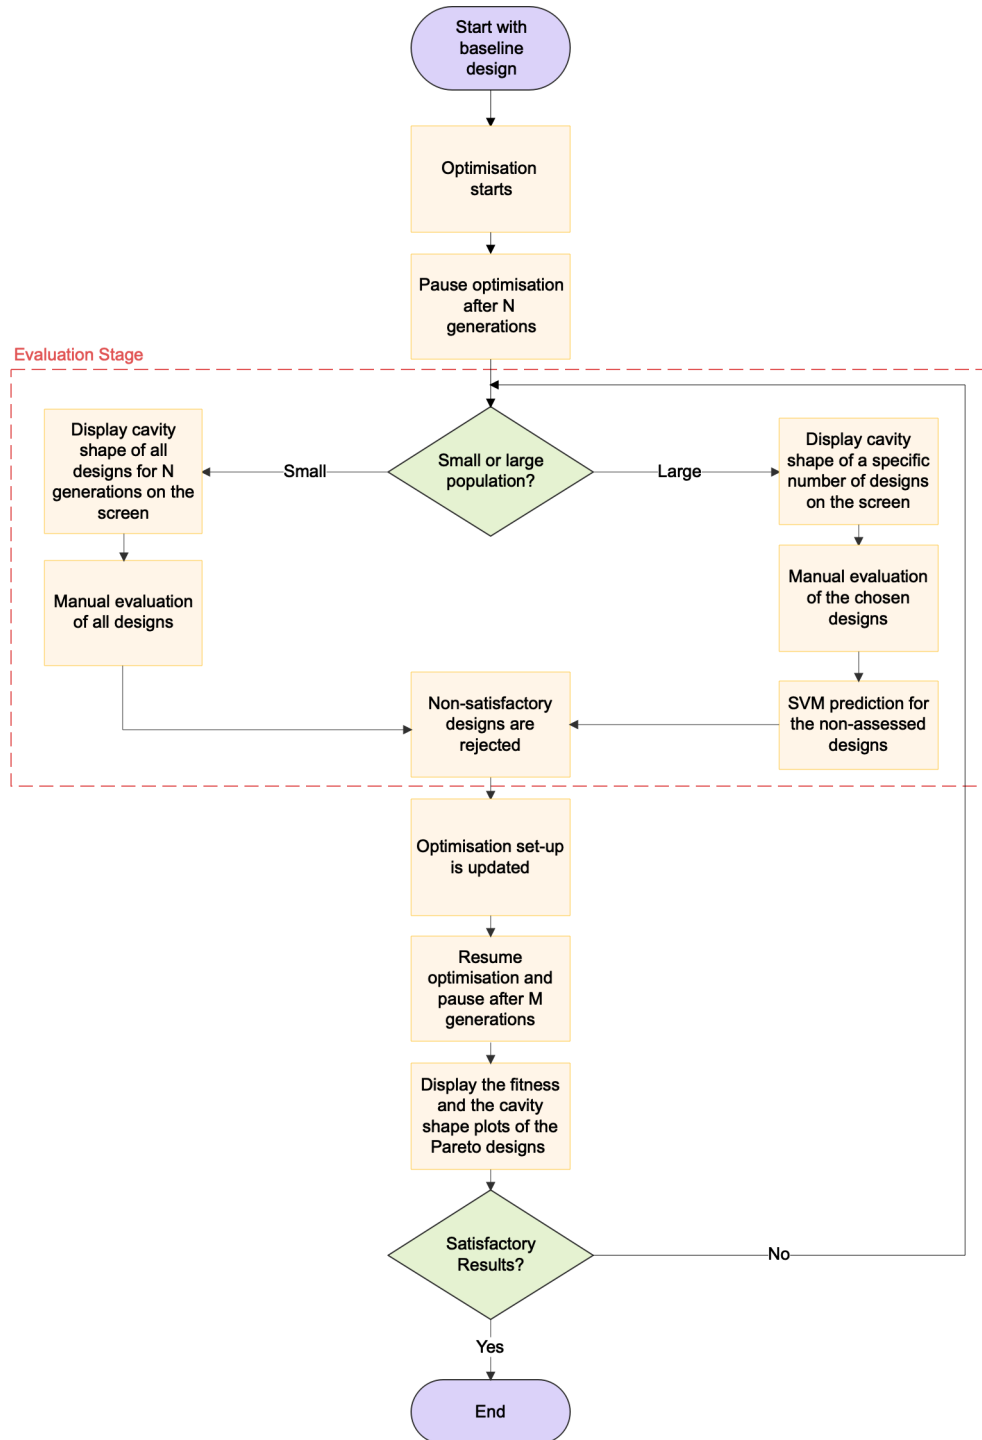 Start with
baseline
design
Optimisation
starts
Pause optimisation
after N
generations
Evaluation Stage
Display cavity
shape of all
designs for N
generations on the
screen
Small
Small or large
population?
Large
Display cavity
shape of a specific
number of designs
on the screen
Manual evaluation
of all designs
Manual evaluation
of the chosen
designs
Non-satisfactory
designs are
rejected
SVM prediction for
the non-assessed
designs
Optimisation set-up
is updated
Resume
optimisation and
pause after M
generations
Display the fitness
and the cavity
shape plots of the
Pareto designs
Satisfactory
Results?
No
Yes
End